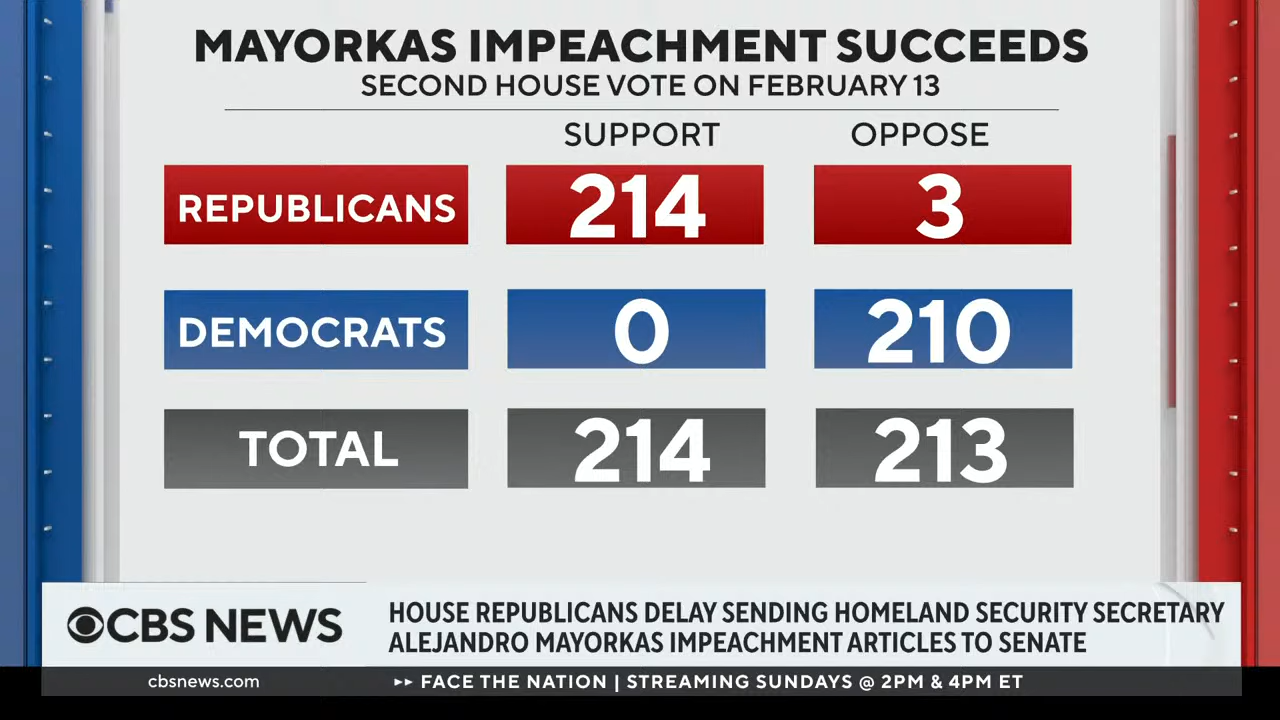 MAYORKAS IMPEACHMENT SUCCEEDS
SECOND HOUSE VOTE ON FEBRUARY 13
SUPPORT OPPOSE
REPUBLICANS 214 3
DEMOCRATS 0 210
TOTAL 214 213
CBS NEWS
HOUSE REPUBLICANS DELAY SENDING HOMELAND SECURITY SECRETARY
ALEJANDRO MAYORKAS IMPEACHMENT ARTICLES TO SENATE
cbsnews.com
FACE THE NATION | STREAMING SUNDAYS @ 2PM & 4PM ET